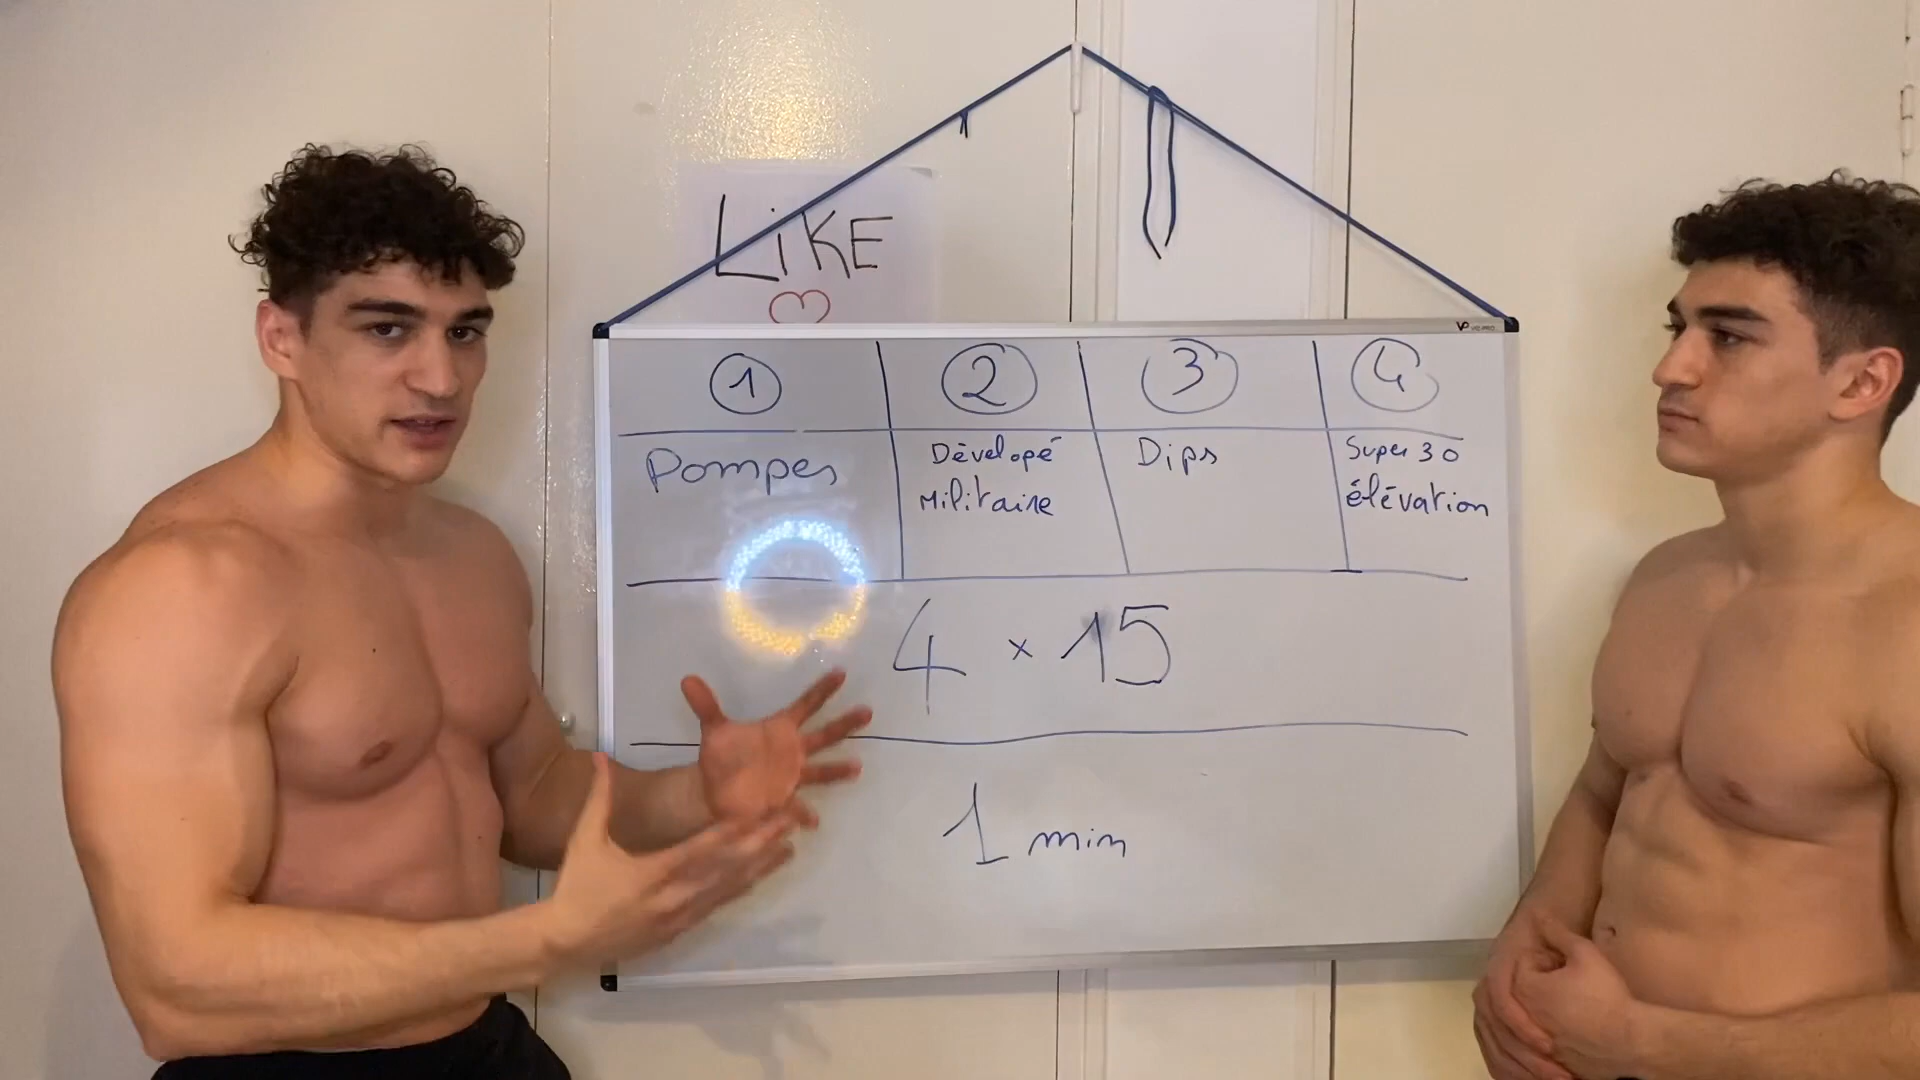 LiKE
1
2
3
4
Pompes
Dévelopé
Militaire
Dips
Super 30
élévation
4 × 15
1 min